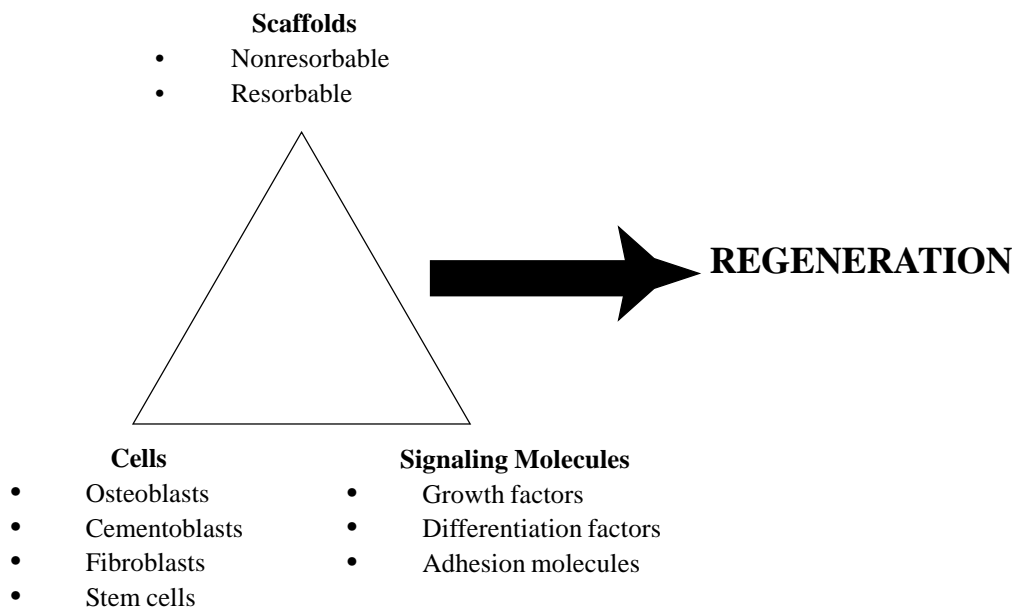 Scaffolds
• Nonresorbable
• Resorbable
REGENERATION
Cells
• Osteoblasts
• Cementoblasts
• Fibroblasts
• Stem cells
Signaling Molecules
• Growth factors
• Differentiation factors
• Adhesion molecules